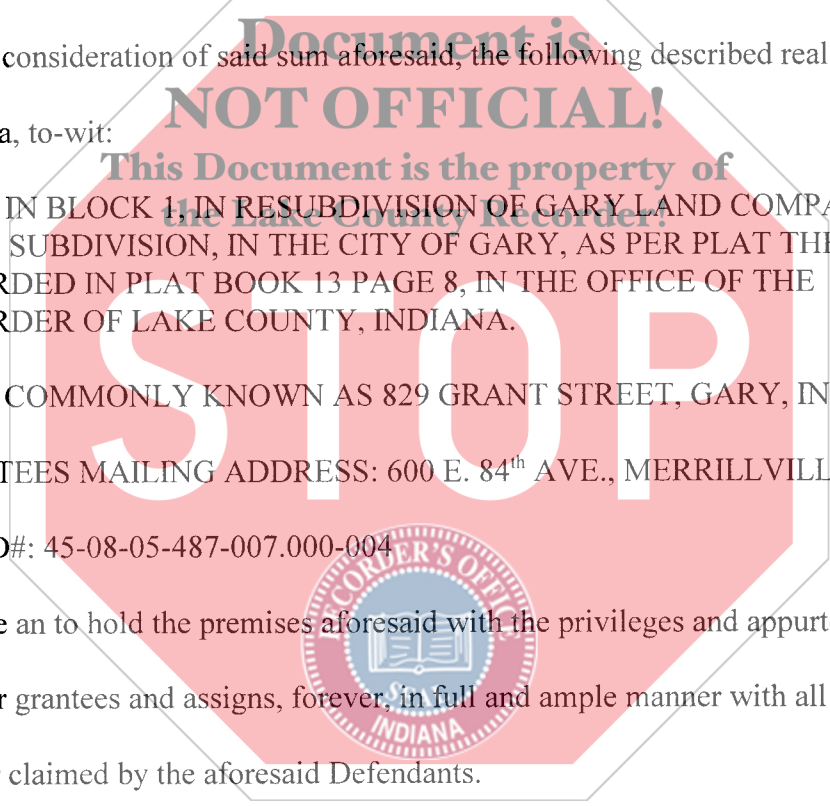 Document is
consideration of said sum aforesaid, the following described real
NOT OFFICIAL!
a, to-wit:
This Document is the property of
the Lake County Recorder!
IN BLOCK 1, IN RESUBDIVISION OF GARY LAND COMPA
SUBDIVISION, IN THE CITY OF GARY, AS PER PLAT THE
RDED IN PLAT BOOK 13 PAGE 8, IN THE OFFICE OF THE
RDER OF LAKE COUNTY, INDIANA.
COMMONLY KNOWN AS 829 GRANT STREET, GARY, IN
STOP
TEES MAILING ADDRESS: 600 E. 84th AVE., MERRILLVILL
D#: 45-08-05-487-007.000-004
RECORDER'S OFFICE
e an to hold the premises aforesaid with the privileges and appurt
r grantees and assigns, forever, in full and ample manner with all
SEAL
INDIANA
claimed by the aforesaid Defendants.